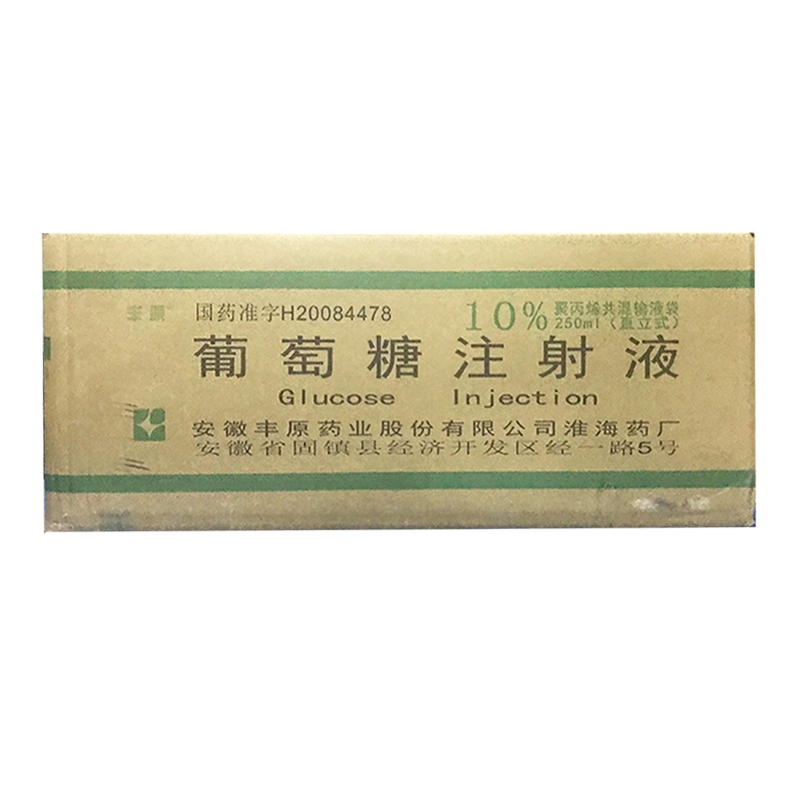 丰原 国药准字H20084478 10% 聚丙烯共混输液袋
250ml（直立式）
葡萄糖注射液
Glucose Injection
安徽丰原药业股份有限公司淮海药厂
安徽省固镇县经济开发区经一路5号